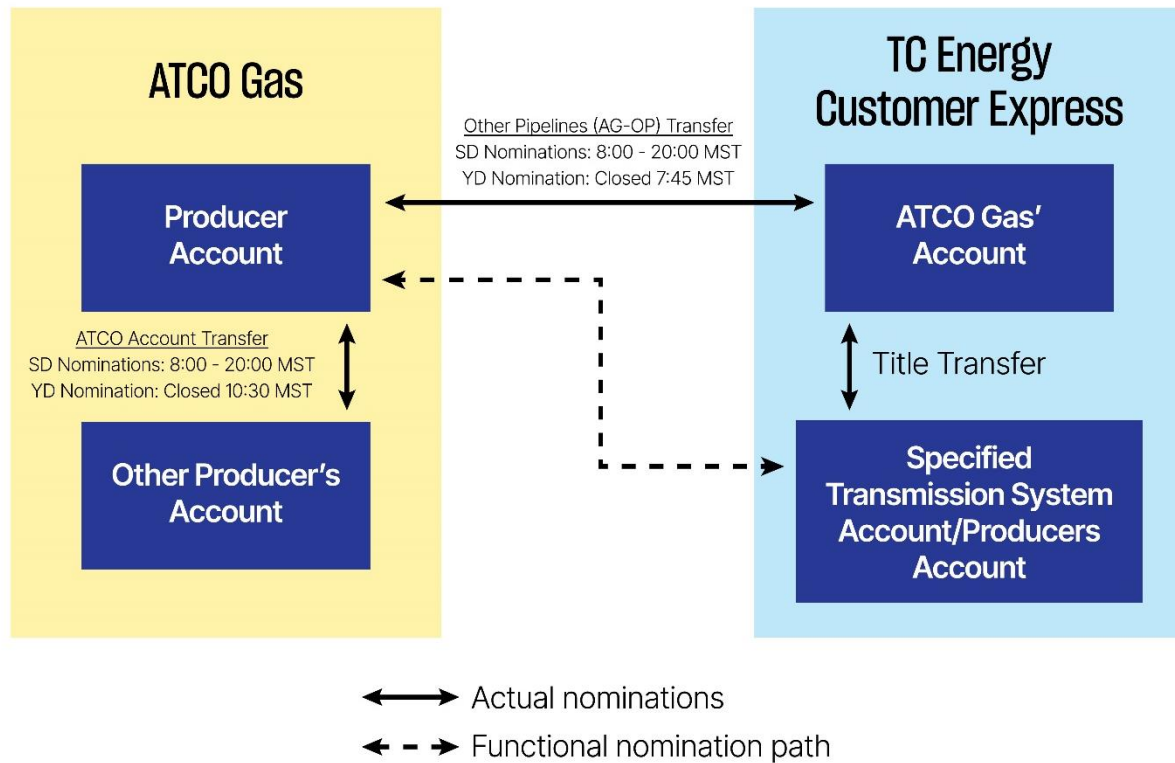 ATCO Gas
TC Energy
Customer Express
Other Pipelines (AG-OP) Transfer
SD Nominations: 8:00 - 20:00 MST
YD Nomination: Closed 7:45 MST
Producer
Account
ATCO Gas’
Account
ATCO Account Transfer
SD Nominations: 8:00 - 20:00 MST
YD Nomination: Closed 10:30 MST
Title Transfer
Other Producer’s
Account
Specified
Transmission System
Account/Producers
Account
Actual nominations
Functional nomination path